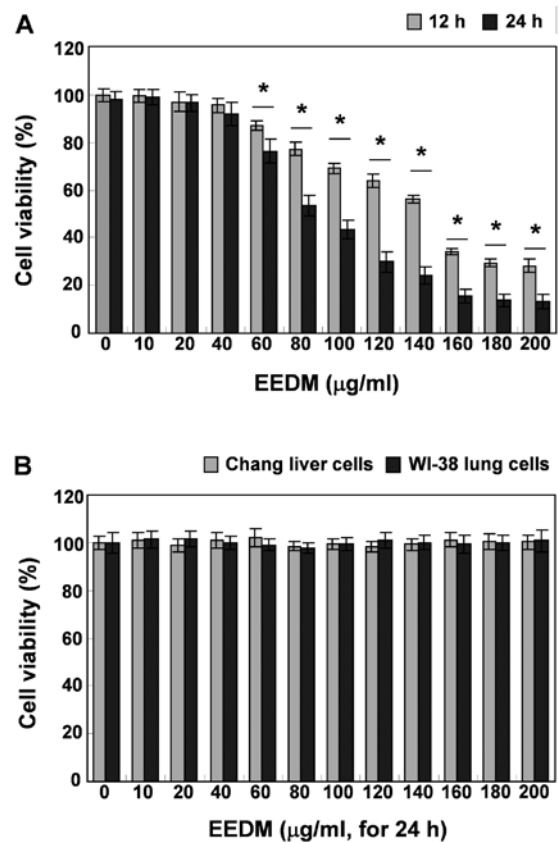 A
12 h 24 h
120
100
80
60
40
20
0
Cell viability (%)
* * * * * * * *
0 10 20 40 60 80 100 120 140 160 180 200
EEDM (μg/ml)
B
Chang liver cells WI-38 lung cells
120
100
80
60
40
20
0
Cell viability (%)
0 10 20 40 60 80 100 120 140 160 180 200
EEDM (μg/ml, for 24 h)